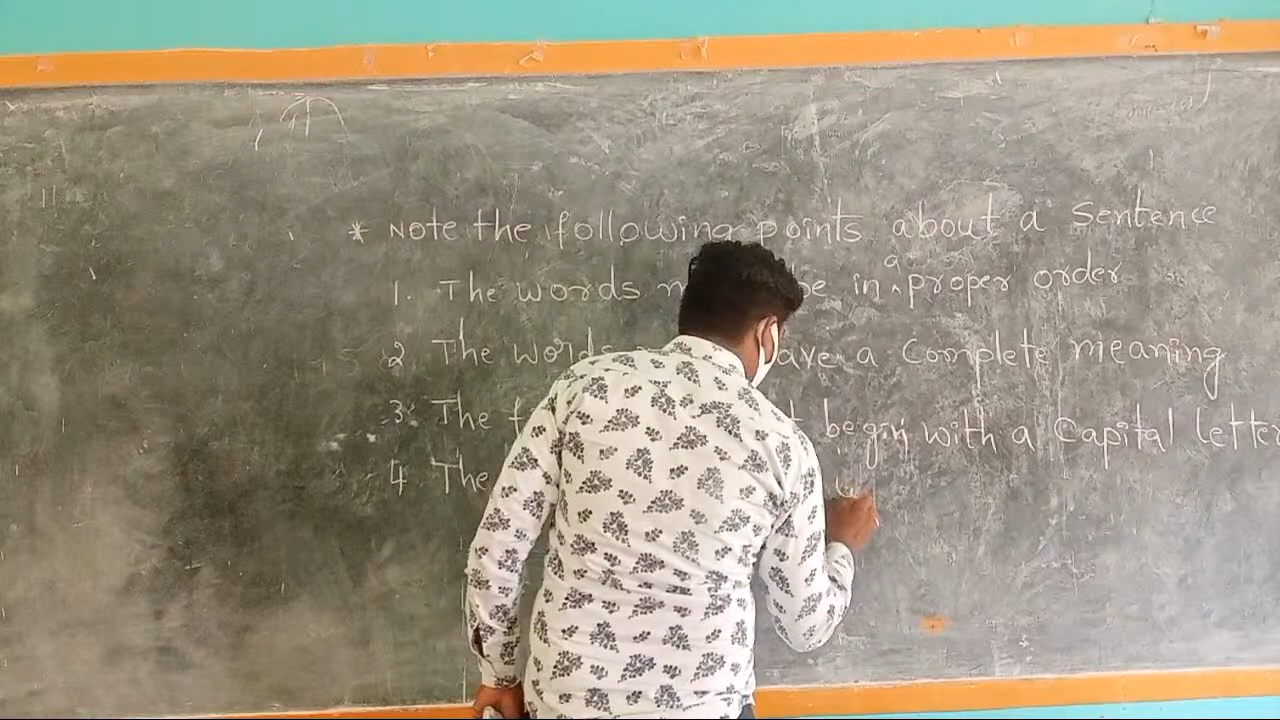 * Note the following points about a Sentence
1. The words be in a proper order
2 The words have a Complete meaning
3. The begin with a Capital letter
4 The